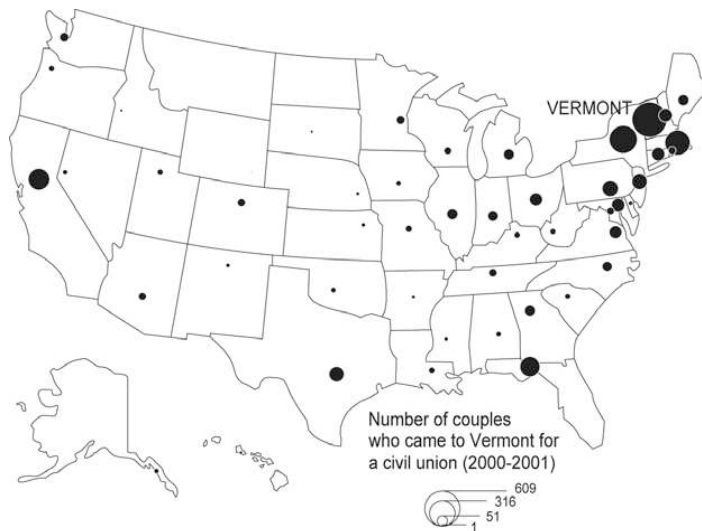 VERMONT
Number of couples
who came to Vermont for
a civil union (2000-2001)
609
316
51
1